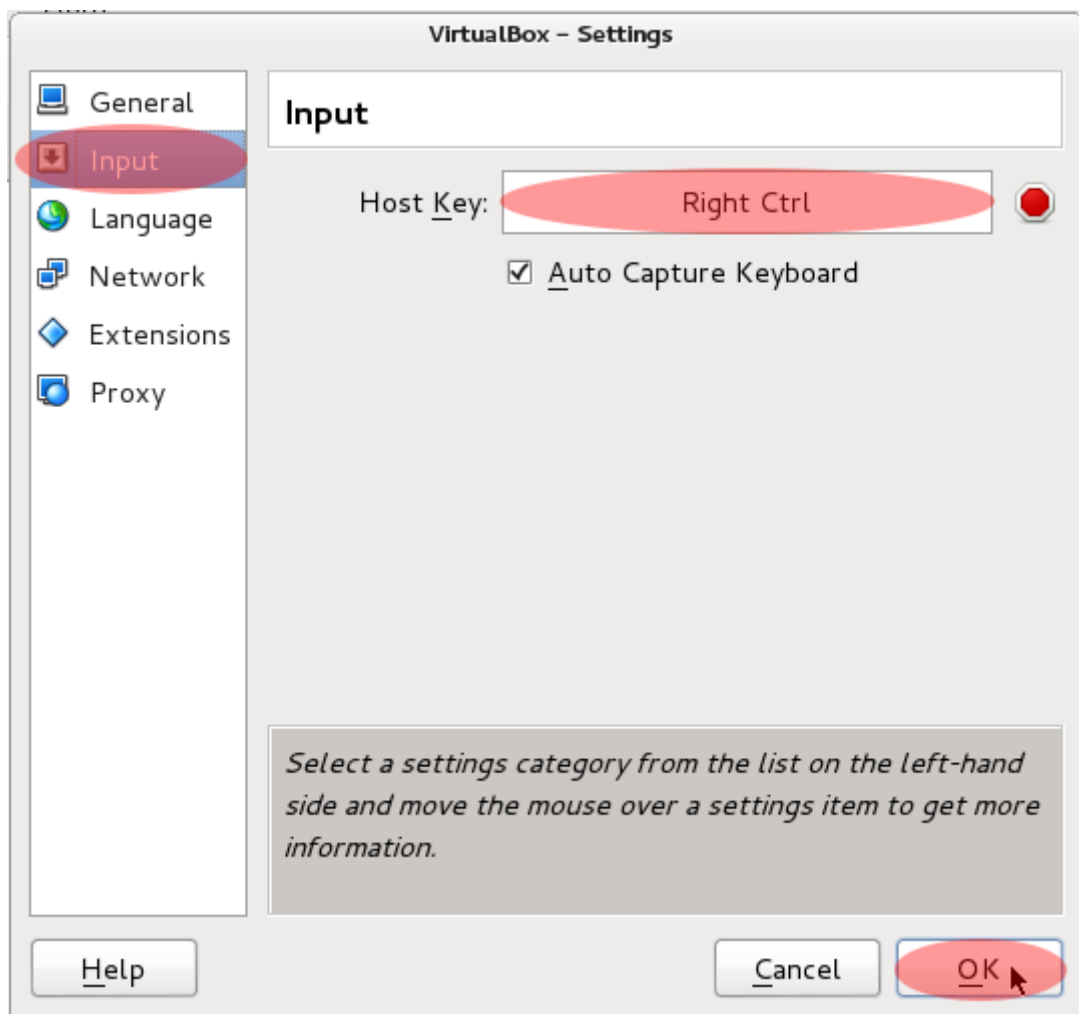 VirtualBox – Settings
General
Input
Language
Network
Extensions
Proxy
Input
Host Key:
Right Ctrl
Auto Capture Keyboard
Select a settings category from the list on the left-hand
side and move the mouse over a settings item to get more
information.
Help
Cancel
OK